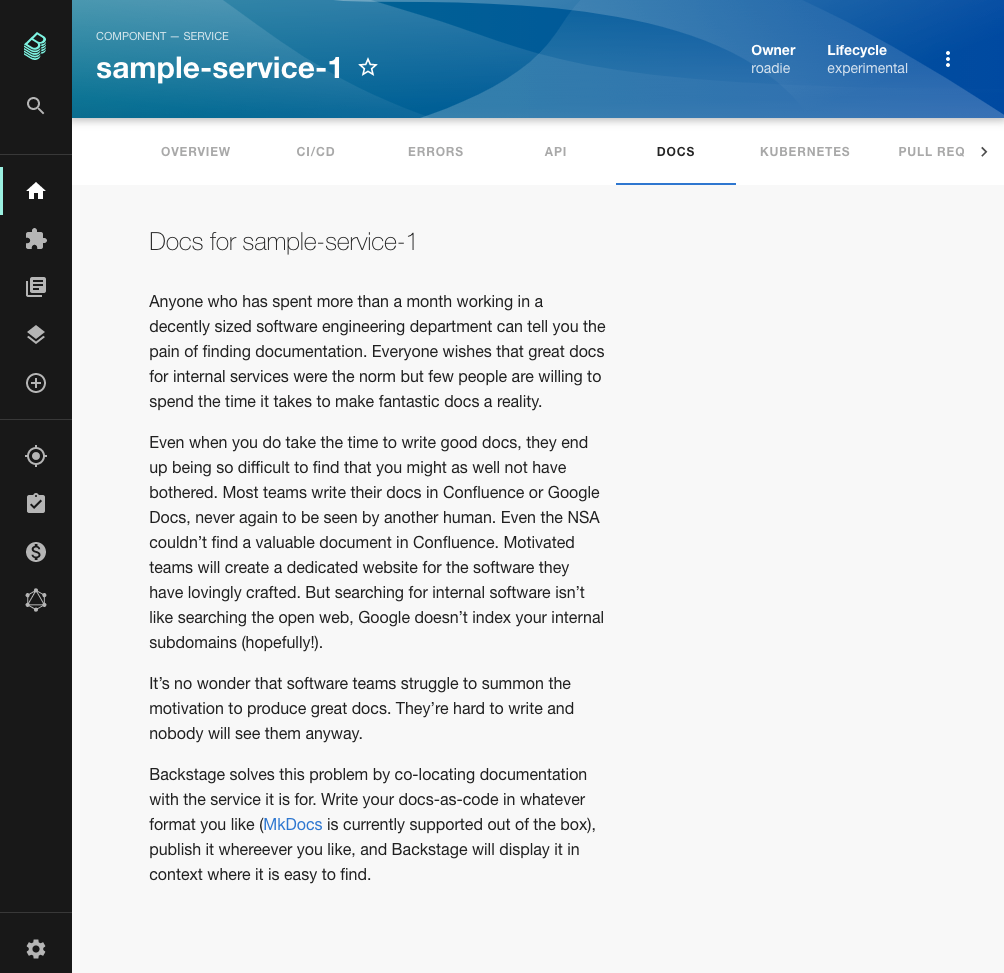 COMPONENT — SERVICE
sample-service-1
Owner
roadie
Lifecycle
experimental
OVERVIEW
CI/CD
ERRORS
API
DOCS
KUBERNETES
PULL REQ
Docs for sample-service-1
Anyone who has spent more than a month working in a
decently sized software engineering department can tell you the
pain of finding documentation. Everyone wishes that great docs
for internal services were the norm but few people are willing to
spend the time it takes to make fantastic docs a reality.
Even when you do take the time to write good docs, they end
up being so difficult to find that you might as well not have
bothered. Most teams write their docs in Confluence or Google
Docs, never again to be seen by another human. Even the NSA
couldn’t find a valuable document in Confluence. Motivated
teams will create a dedicated website for the software they
have lovingly crafted. But searching for internal software isn’t
like searching the open web, Google doesn’t index your internal
subdomains (hopefully!).
It’s no wonder that software teams struggle to summon the
motivation to produce great docs. They’re hard to write and
nobody will see them anyway.
Backstage solves this problem by co-locating documentation
with the service it is for. Write your docs-as-code in whatever
format you like (MkDocs is currently supported out of the box),
publish it whereever you like, and Backstage will display it in
context where it is easy to find.